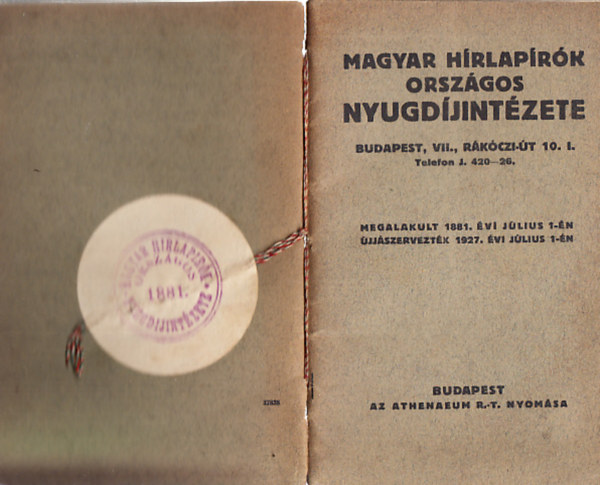 MAGYAR HÍRLAPÍRÓK
ORSZÁGOS
1881.
NYUGDIJINTÉZETE
MAGYAR HÍRLAPÍRÓK
ORSZÁGOS
NYUGDÍJINTÉZETE
BUDAPEST, VII., RÁKÓCZI-ÚT 10. I.
Telefon J. 420—26.
MEGALAKULT 1881. ÉVI JÚLIUS 1-ÉN
ÚJJÁSZERVEZTÉK 1927. ÉVI JÚLIUS 1-ÉN
BUDAPEST
AZ ATHENAEUM R.-T. NYOMÁSA